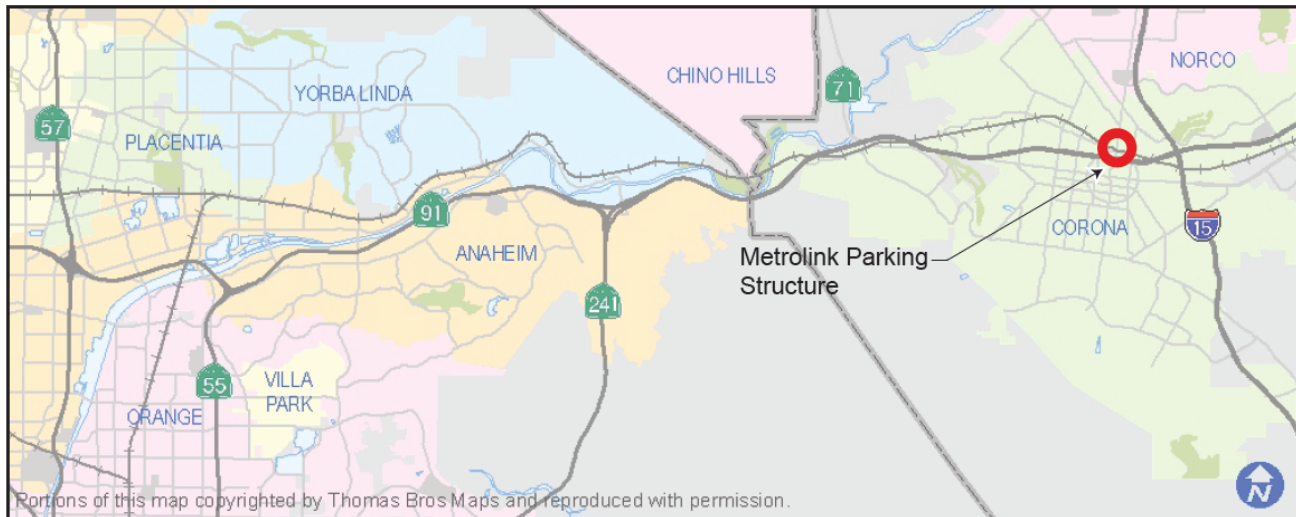 CHINO HILLS
NORCO
71
YORBA LINDA
57
PLACENTIA
91
ANAHEIM
CORONA
15
Metrolink Parking
Structure
241
55
VILLA
PARK
ORANGE
Portions of this map copyrighted by Thomas Bros Maps and reproduced with permission.
N